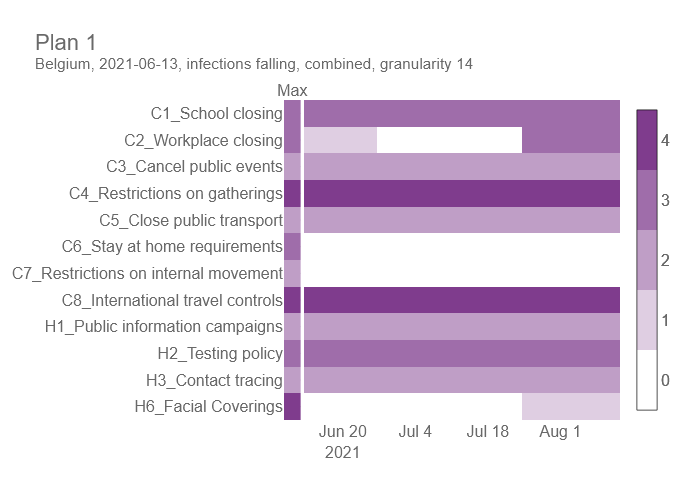 Plan 1
Belgium, 2021-06-13, infections falling, combined, granularity 14
Max
C1_School closing
C2_Workplace closing
C3_Cancel public events
C4_Restrictions on gatherings
C5_Close public transport
C6_Stay at home requirements
C7_Restrictions on internal movement
C8_International travel controls
H1_Public information campaigns
H2_Testing policy
H3_Contact tracing
H6_Facial Coverings
Jun 20 Jul 4 Jul 18 Aug 1
2021
4
3
2
1
0